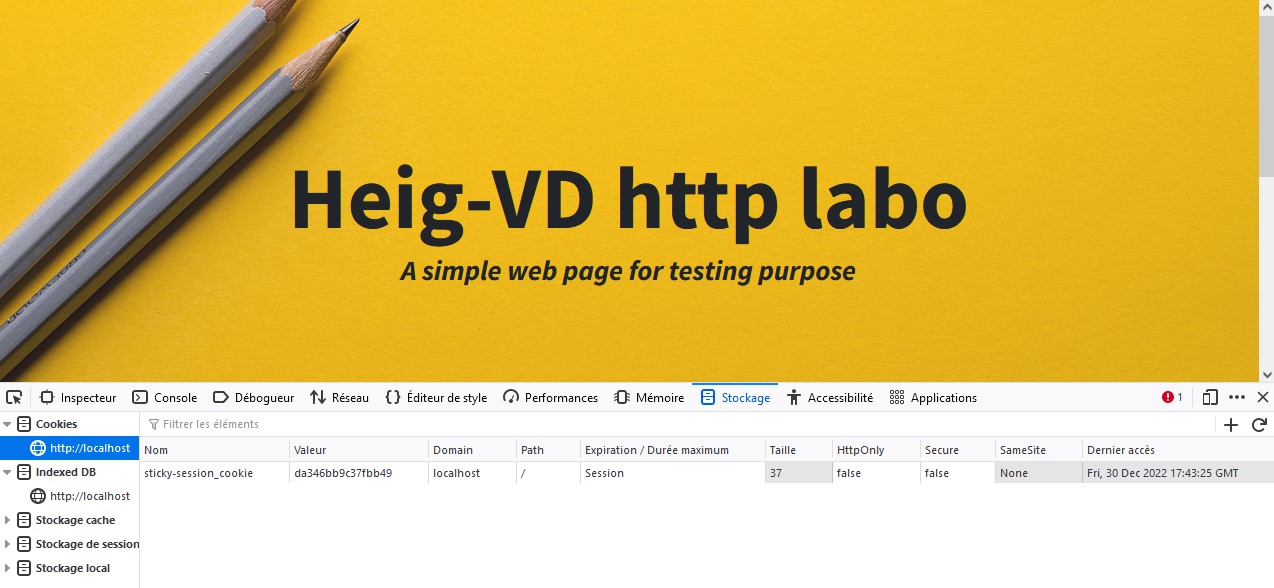 Heig-VD http labo
A simple web page for testing purpose
Inspecteur Console Débogueur Réseau Éditeur de style Performances Mémoire Stockage Accessibilité Applications 1
Cookies
http://localhost
Indexed DB
http://localhost
Stockage cache
Stockage de session
Stockage local
Filtrer les éléments
Nom Valeur Domain Path Expiration / Durée maximum Taille HttpOnly Secure SameSite Dernier accès
sticky-session_cookie da346bb9c37fbb49 localhost / Session 37 false false None Fri, 30 Dec 2022 17:43:25 GMT